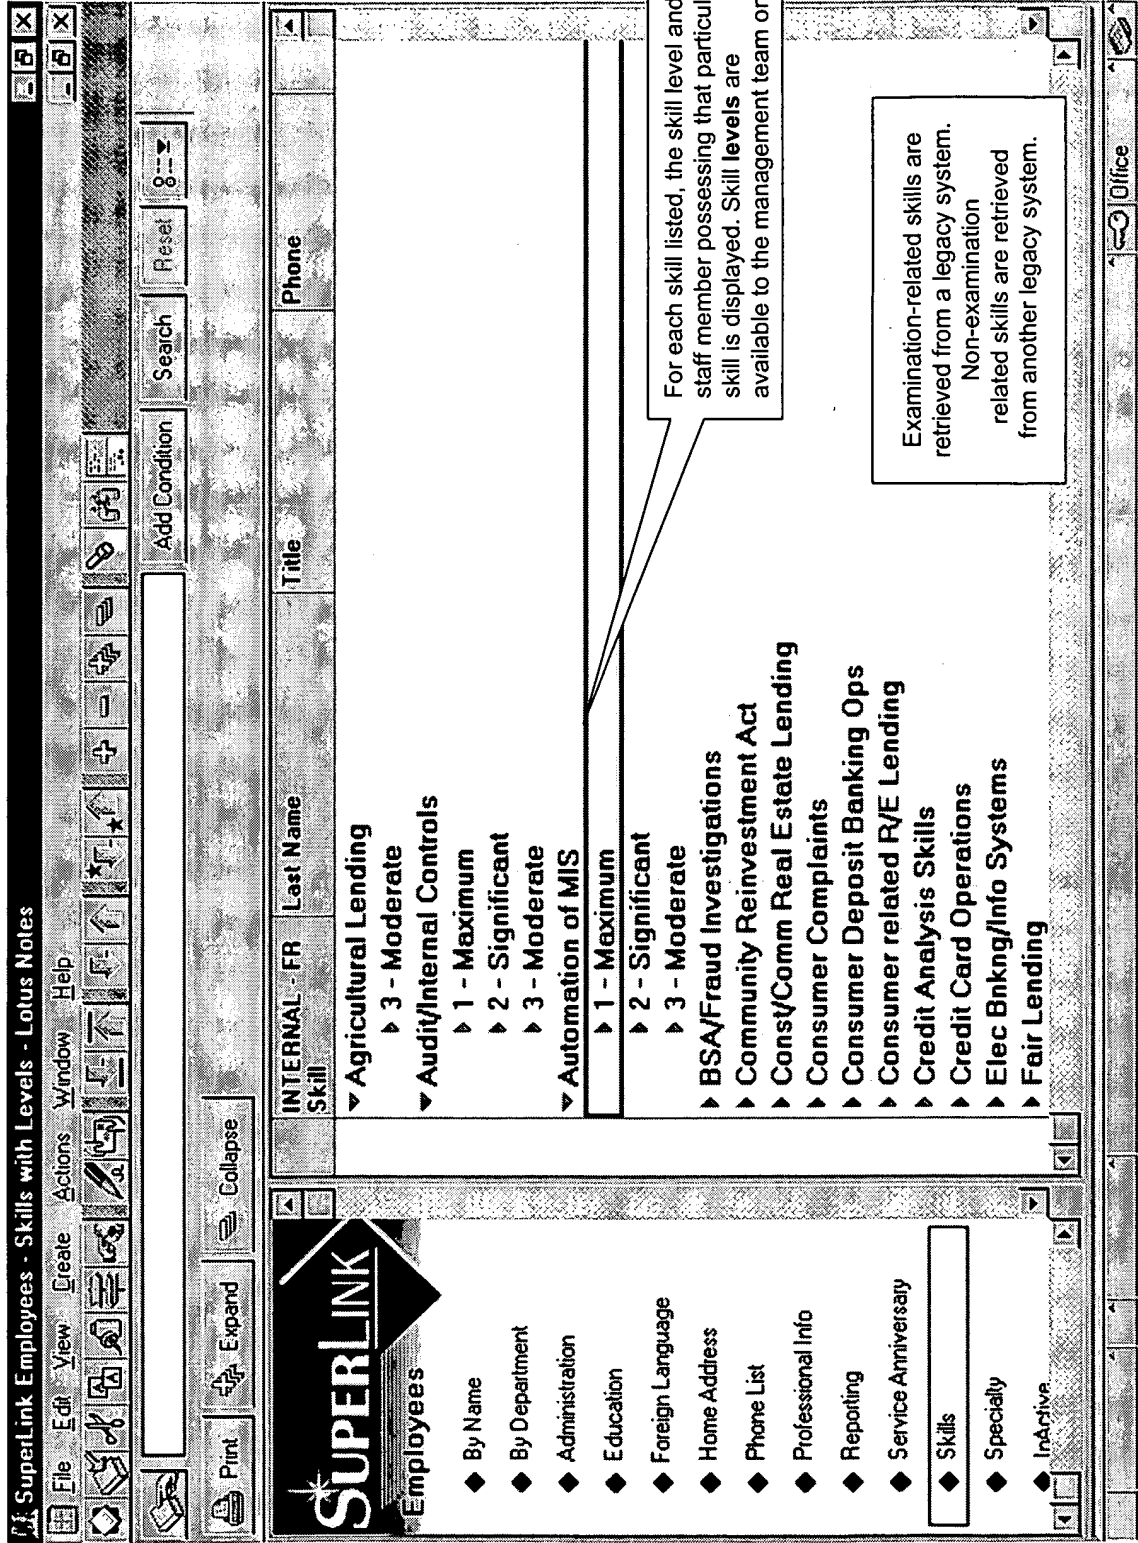 SuperLink Employees - Skills with Levels - Lotus Notes
File Edit View Create Actions Window Help
Add Condition Search Reset
Print Expand Collapse
SUPERLINK
Employees
By Name
By Department
Administration
Education
Foreign Language
Home Address
Phone List
Professional Info
Reporting
Service Anniversary
Skills
Specialty
InActive
INTERNAL - FR Last Name Title Phone
Skill
Agricultural Lending
3 - Moderate
Audit/Internal Controls
1 - Maximum
2 - Significant
3 - Moderate
Automation of MIS
1 - Maximum
2 - Significant
3 - Moderate
BSA/Fraud Investigations
Community Reinvestment Act
Const/Comm Real Estate Lending
Consumer Complaints
Consumer Deposit Banking Ops
Consumer related R/E Lending
Credit Analysis Skills
Credit Card Operations
Elec Bnkng/Info Systems
Fair Lending
For each skill listed, the skill level and
staff member possessing that particul
skill is displayed. Skill levels are
available to the management team or
Examination-related skills are
retrieved from a legacy system.
Non-examination
related skills are retrieved
from another legacy system.
Office